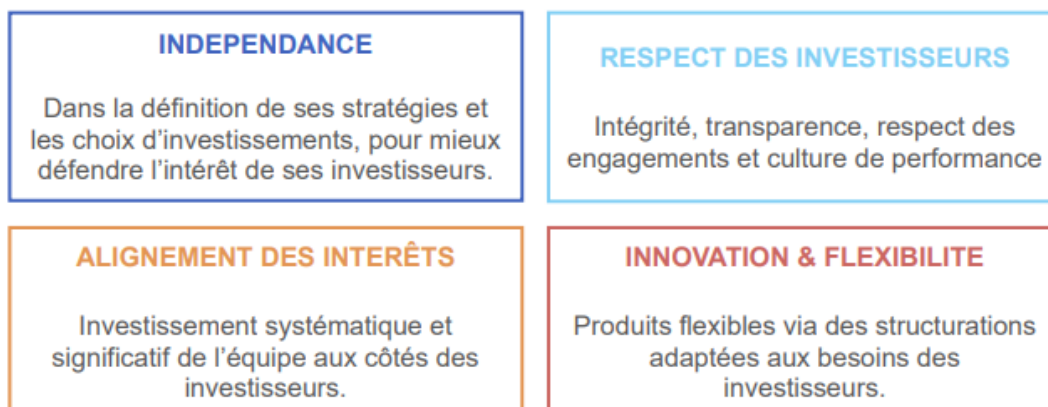 INDEPENDANCE
Dans la définition de ses stratégies et
les choix d’investissements, pour mieux
défendre l’intérêt de ses investisseurs.
RESPECT DES INVESTISSEURS
Intégrité, transparence, respect des
engagements et culture de performance
ALIGNEMENT DES INTERÊTS
Investissement systématique et
significatif de l’équipe aux côtés des
investisseurs.
INNOVATION & FLEXIBILITE
Produits flexibles via des structurations
adaptées aux besoins des
investisseurs.